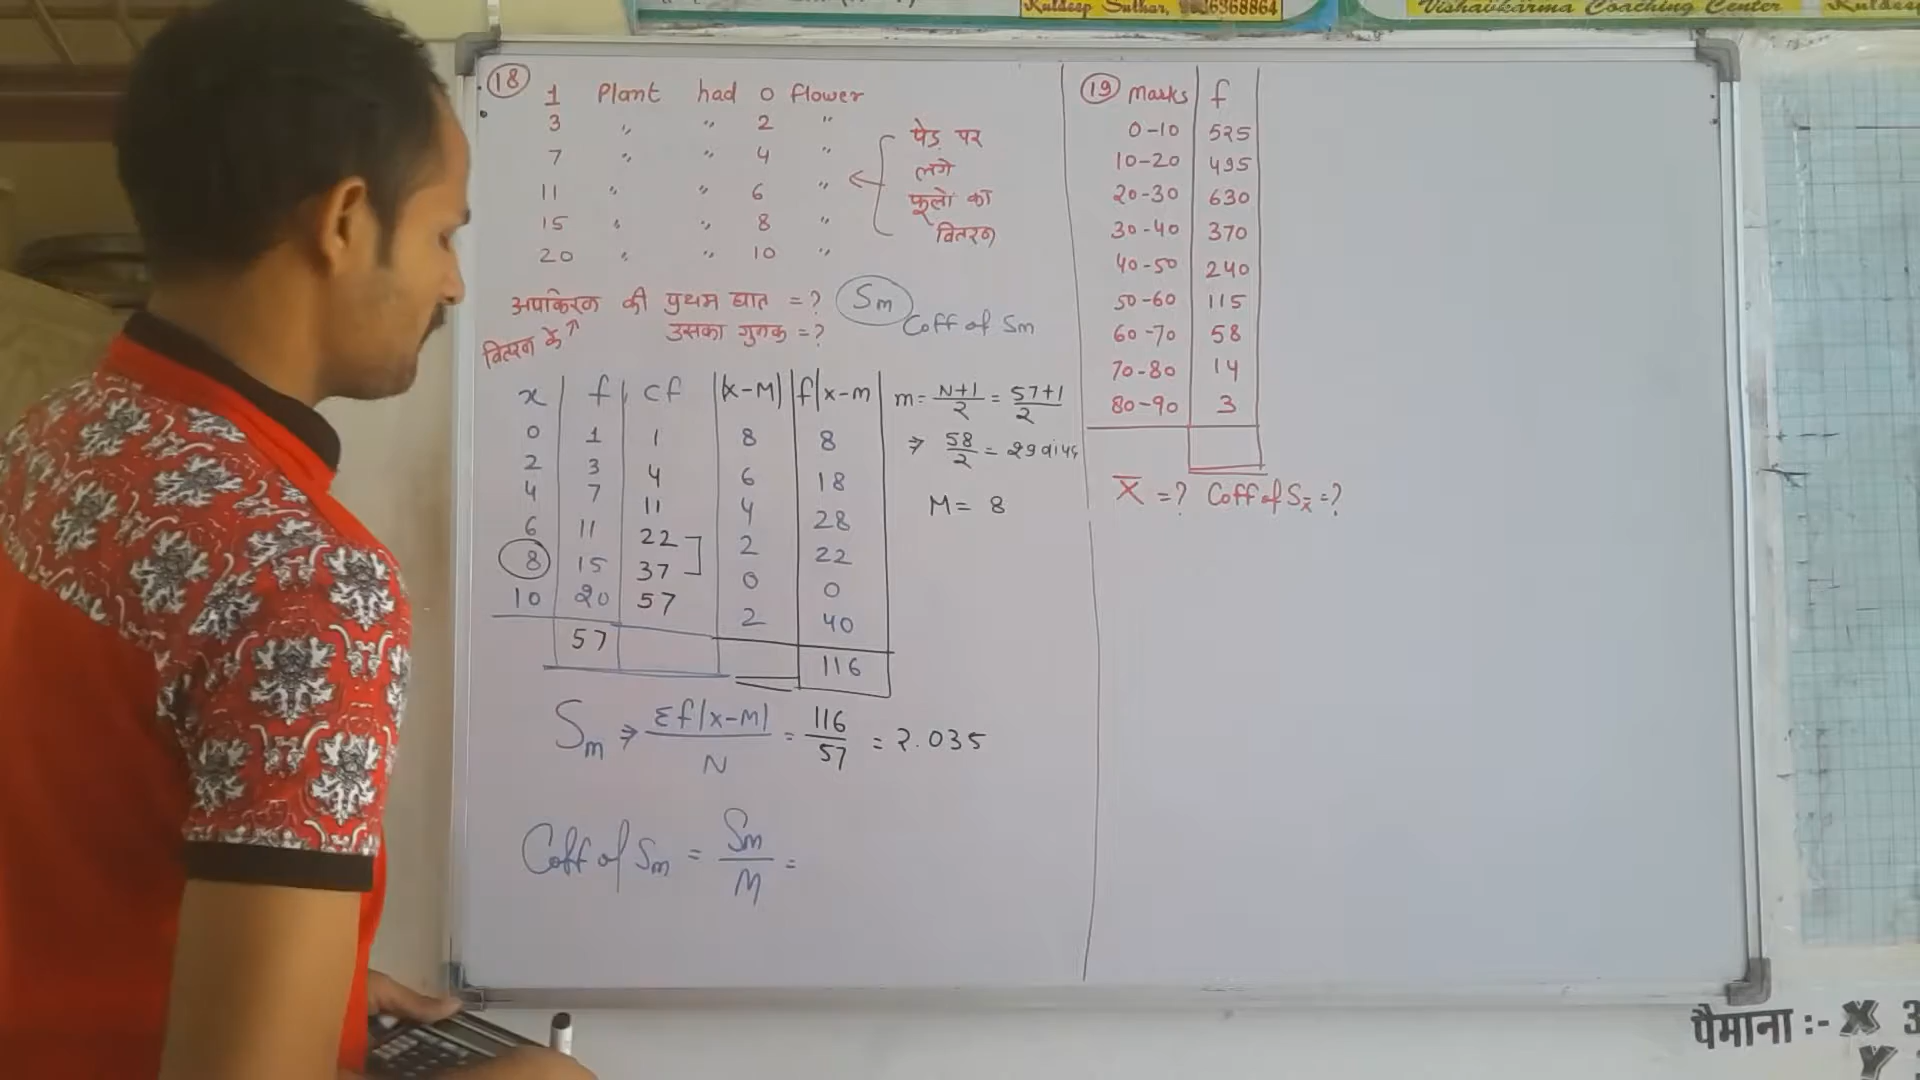 Kuldeep Suthar,
Vishavkarma Coaching Center
(18) 1 Plant had 0 flower
3 " " 2 "
7 " " 4 "
11 " " 6 "
15 " " 8 "
20 " " 10 "
पेड़ पर
लगे
फूलो का
वितरण
अपकिरण की प्रथम घात = ? Sm
वितरण के ↑ उसका गुणक = ? Coff of Sm
x f cf |x-M| f|x-m
0 1 1 8 8
2 3 4 6 18
4 7 11 4 28
6 11 22 2 22
8 15 37 0 0
10 20 57 2 40
57 116
m = N+1/2 = 57+1/2
⇒ 58/2 = 29
M = 8
Sm ⇒ Σf|x-M|/N = 116/57 = 2.035
Coff of Sm = Sm/M =
(19) Marks f
0-10 525
10-20 495
20-30 630
30-40 370
40-50 240
50-60 115
60-70 58
70-80 14
80-90 3
X̄ = ? Coff of Sx̄ = ?
पैमाना :- X 3
Y